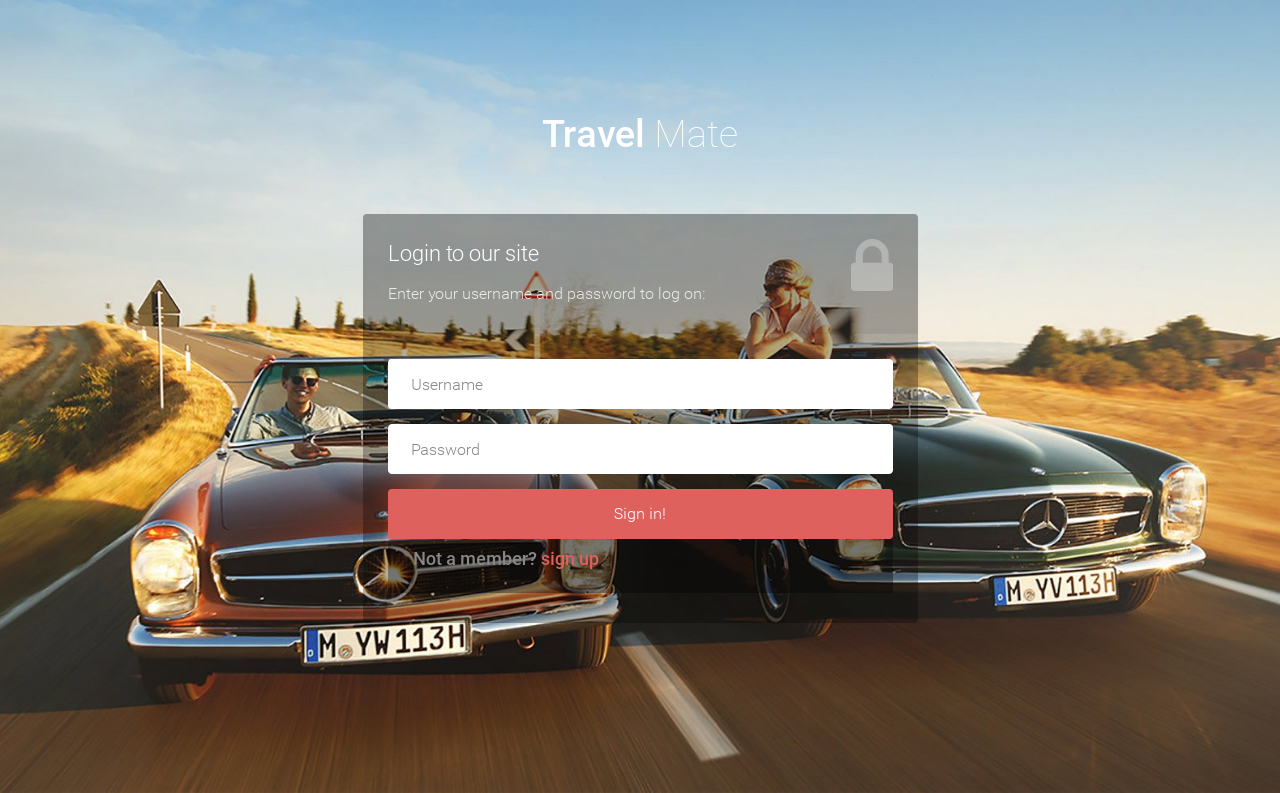 Travel Mate
Login to our site
Enter your username and password to log on:
Username
Password
Sign in!
Not a member? sign up
M YW 113H
M YV 113H